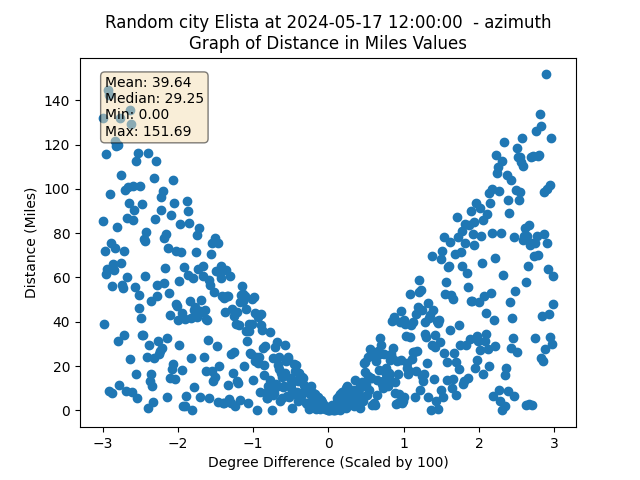 Random city Elista at 2024-05-17 12:00:00 - azimuth
Graph of Distance in Miles Values
Mean: 39.64
Median: 29.25
Min: 0.00
Max: 151.69
Distance (Miles)
140
120
100
80
60
40
20
0
−3
−2
−1
0
1
2
3
Degree Difference (Scaled by 100)